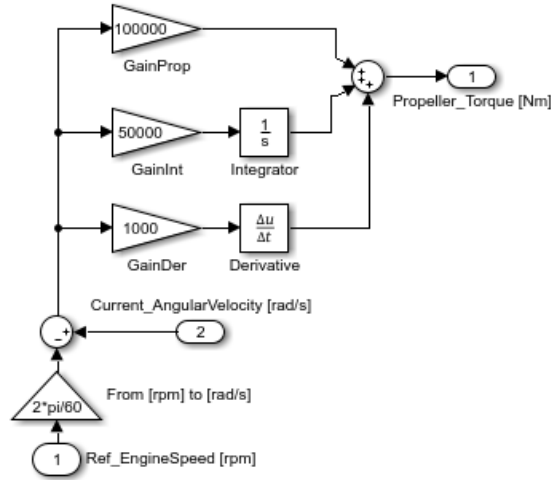 100000
GainProp
1
Propeller_Torque [Nm]
50000
1
s
GainInt
Integrator
1000
Δu
Δt
GainDer
Derivative
Current_AngularVelocity [rad/s]
2
2*pi/60
From [rpm] to [rad/s]
1
Ref_EngineSpeed [rpm]